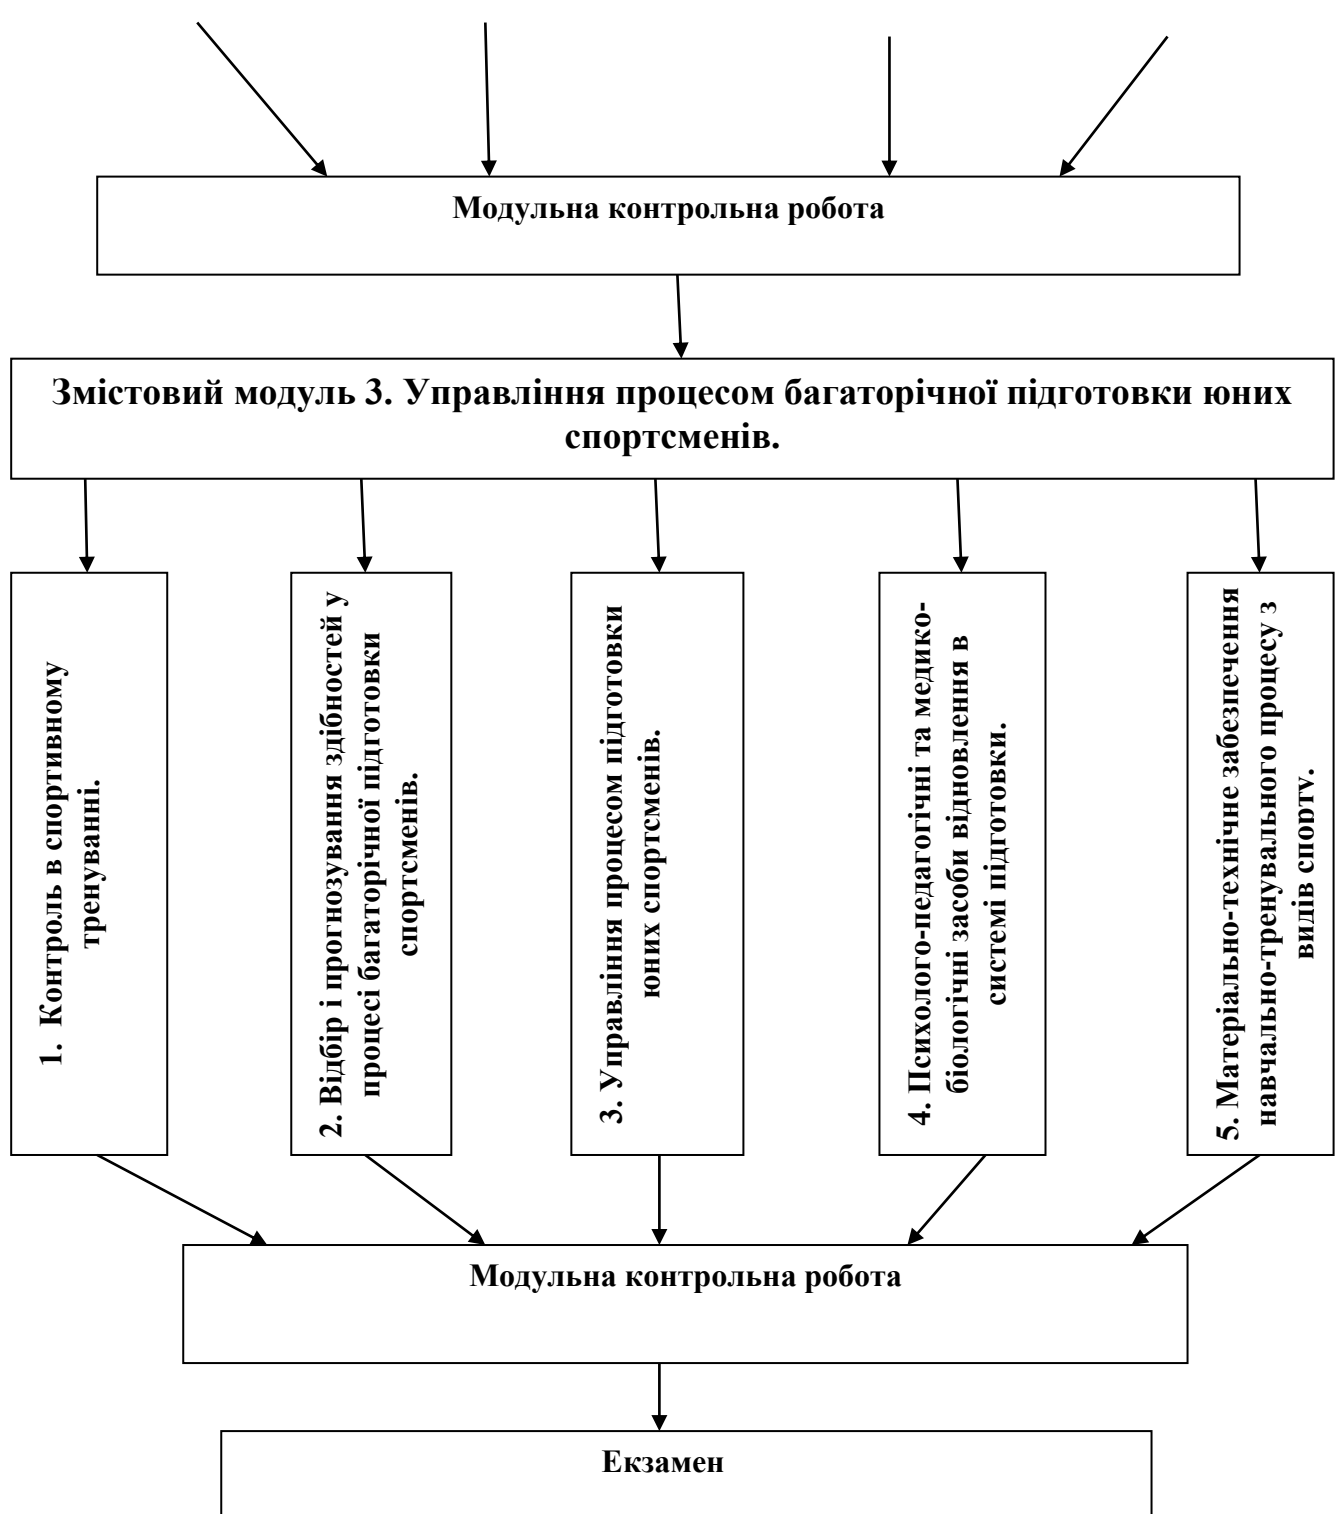 Модульна контрольна робота
Змістовий модуль 3. Управління процесом багаторічної підготовки юних
спортсменів.
1. Контроль в спортивному
тренуванні.
2. Відбір і прогнозування здібностей у
процесі багаторічної підготовки
спортсменів.
3. Управління процесом підготовки
юних спортсменів.
4. Психолого-педагогічні та медико-
біологічні засоби відновлення в
системі підготовки.
5. Матеріально-технічне забезпечення
навчально-тренувального процесу з
видів спорту.
Модульна контрольна робота
Екзамен